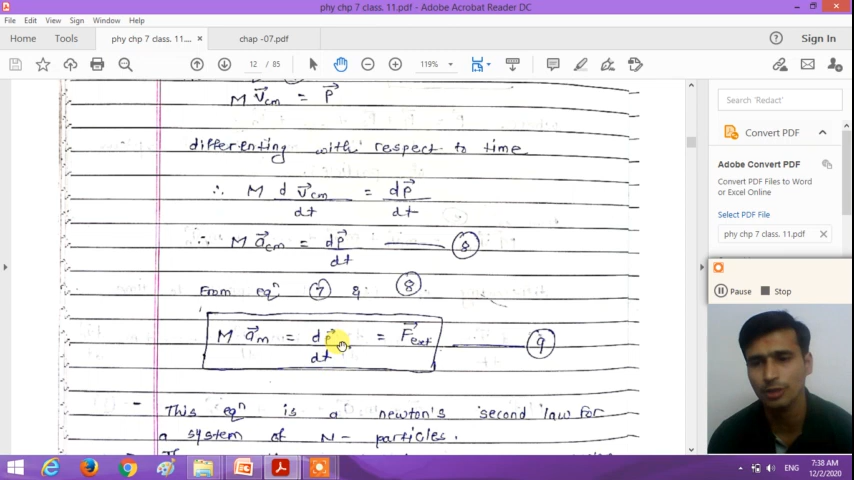 phy chp 7 class. 11.pdf - Adobe Acrobat Reader DC
File Edit View Sign Window Help
Home Tools phy chp 7 class. 11.... × chap -07.pdf Sign In
12 / 85 119%
M v⃗cm = P⃗
differenting with respect to time
∴ M d v⃗cm / dt = dP⃗ / dt
∴ M a⃗cm = dP⃗ / dt 8
From eqn 7 & 8
M a⃗m = dP⃗ / dt = F⃗ext 9
- This eqn is a newton's second law for
a system of N- particles.
Search 'Redact'
Convert PDF
Adobe Convert PDF
Convert PDF Files to Word
or Excel Online
Select PDF File
phy chp 7 class. 11.pdf ×
Pause Stop
ENG
7:38 AM
12/2/2020